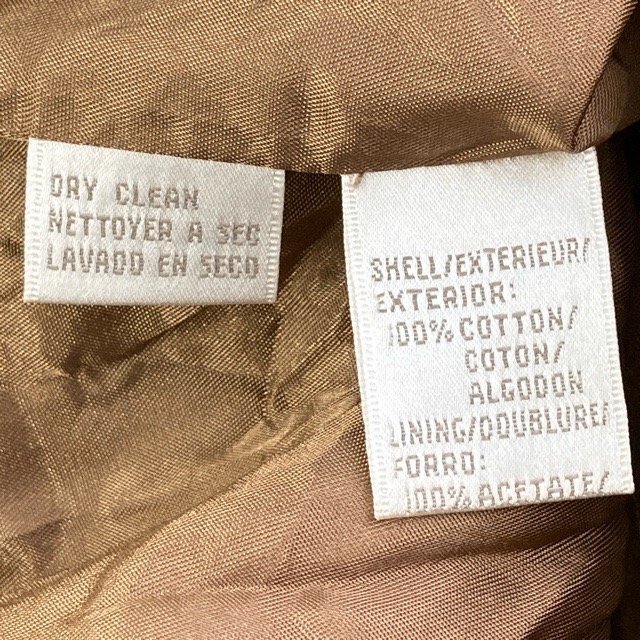 DRY CLEAN
NETTOYER A SEC
LAVADO EN SECO
SHELL/EXTERIEUR/
EXTERIOR:
100% COTTON/
COTON/
ALGODON
LINING/DOUBLURE/
FORRO:
100% ACETATE/